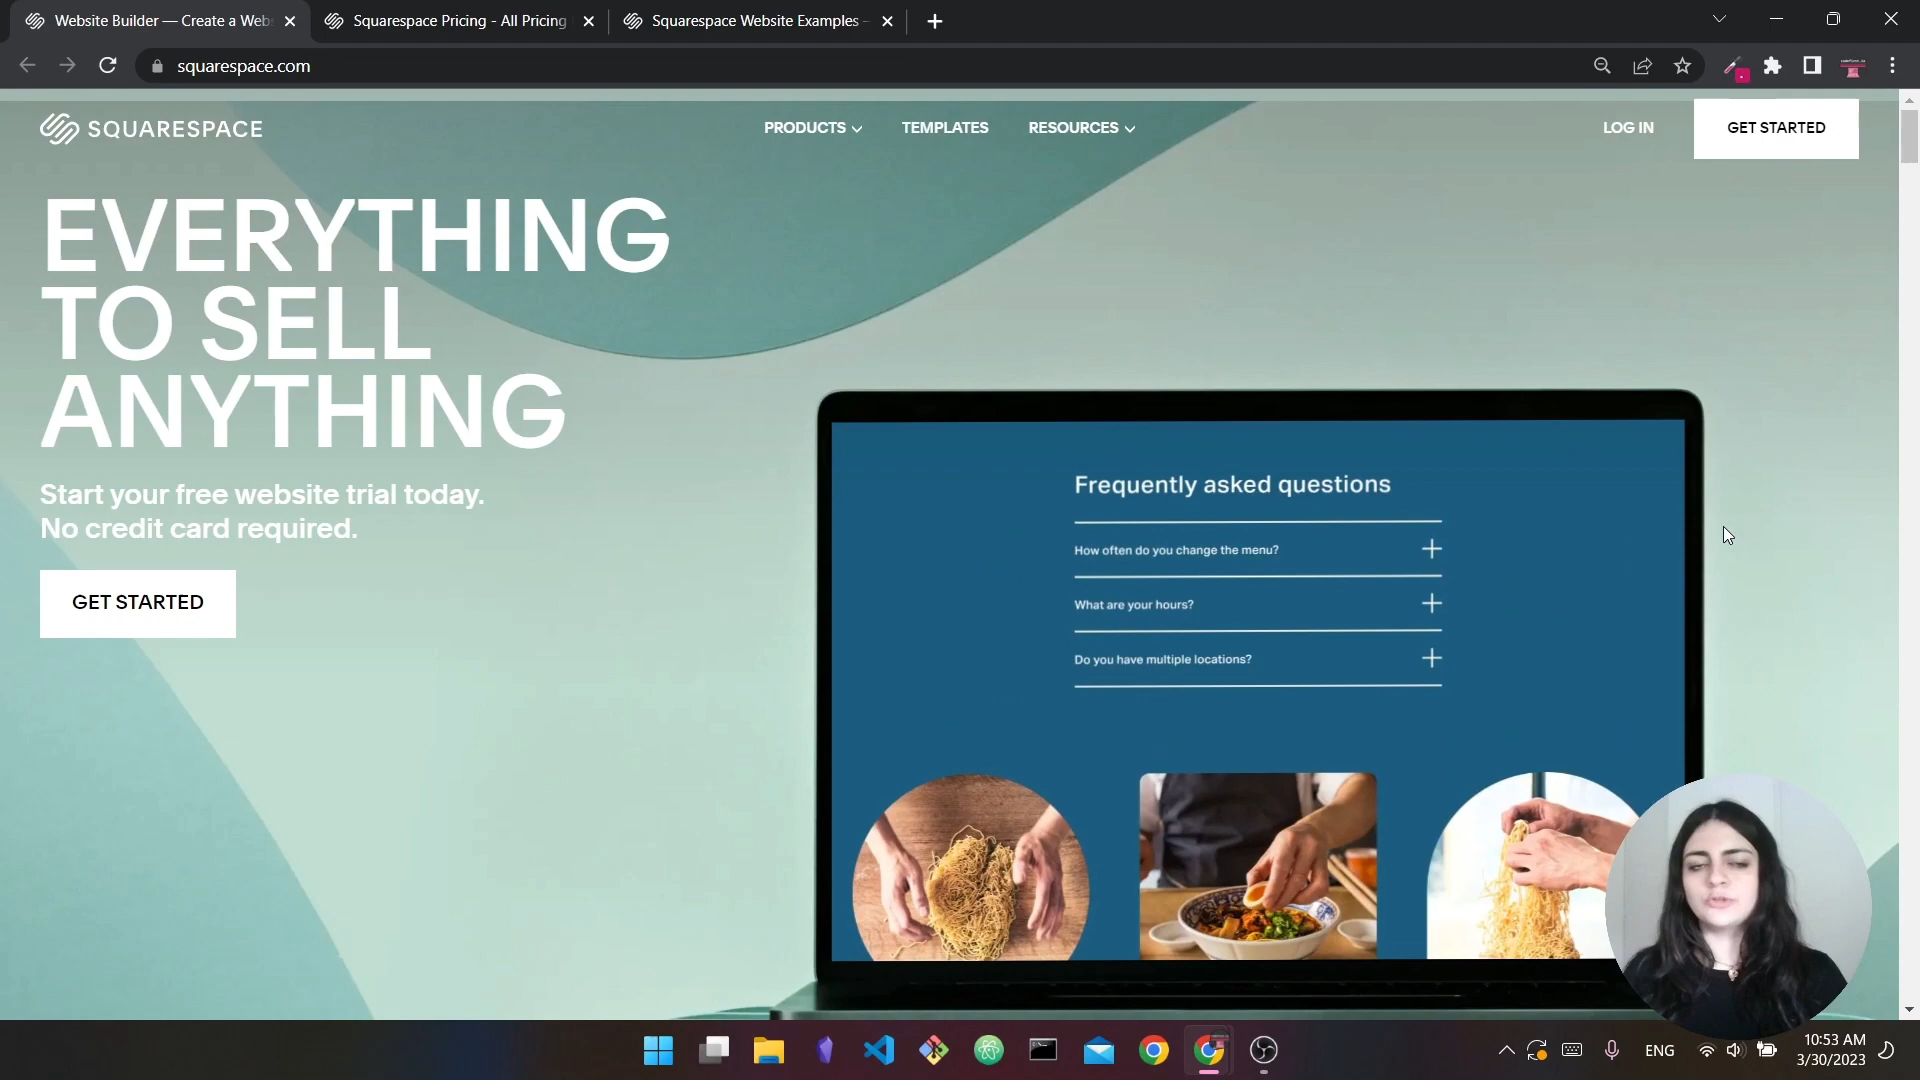 Website Builder — Create a Web
Squarespace Pricing - All Pricing
Squarespace Website Examples -
squarespace.com
SQUARESPACE
PRODUCTS
TEMPLATES
RESOURCES
LOG IN
GET STARTED
EVERYTHING
TO SELL
ANYTHING
Start your free website trial today.
No credit card required.
GET STARTED
Frequently asked questions
How often do you change the menu?
What are your hours?
Do you have multiple locations?
ENG
10:53 AM
3/30/2023